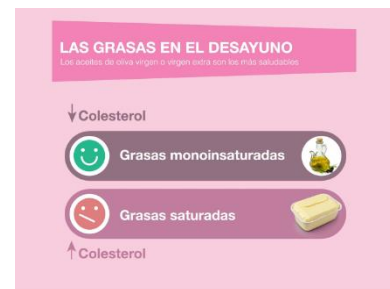 LAS GRASAS EN EL DESAYUNO
Los aceites de oliva virgen o virgen extra son los más saludables
Colesterol
Grasas monoinsaturadas
Grasas saturadas
Colesterol